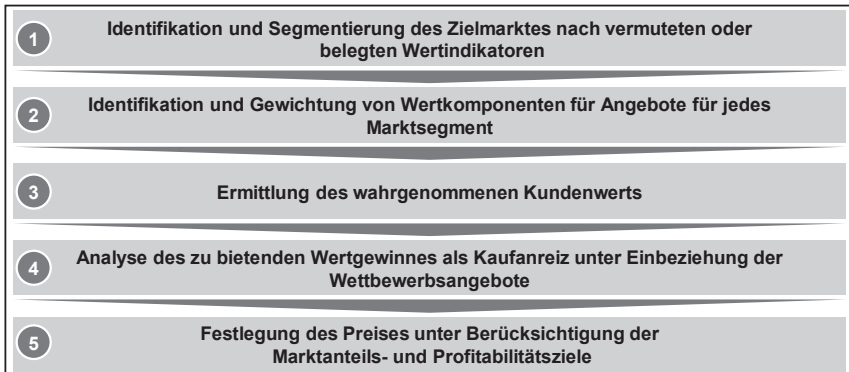 1 Identifikation und Segmentierung des Zielmarktes nach vermuteten oder
belegten Wertindikatoren
2 Identifikation und Gewichtung von Wertkomponenten für Angebote für jedes
Marktsegment
3 Ermittlung des wahrgenommenen Kundenwerts
4 Analyse des zu bietenden Wertgewinnes als Kaufanreiz unter Einbeziehung der
Wettbewerbsangebote
5 Festlegung des Preises unter Berücksichtigung der
Marktanteils- und Profitabilitätsziele